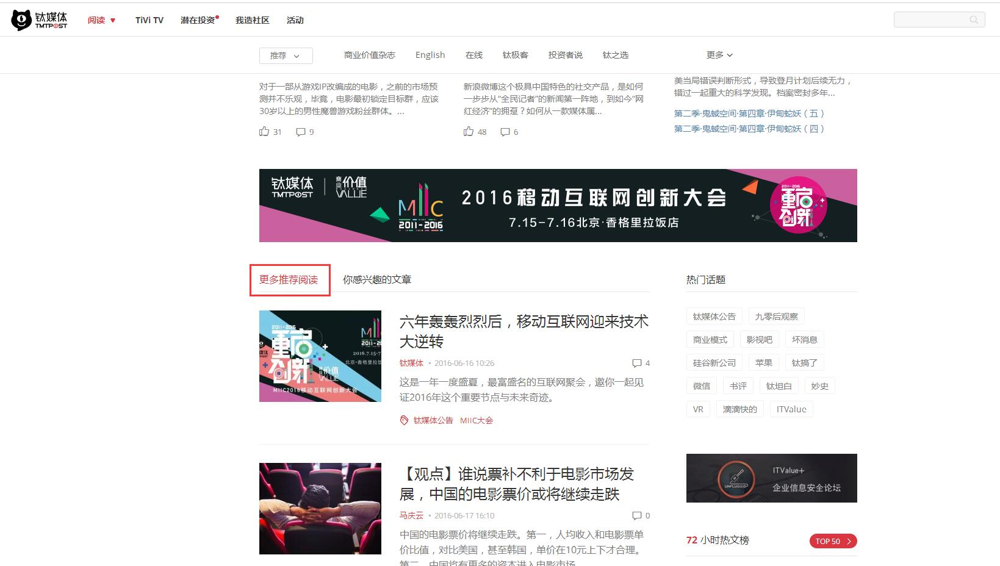 钛媒体
TMTPOST
阅读 TiVi TV 潜在投资 我造社区 活动
推荐 商业价值杂志 English 在线 钛极客 投资者说 钛之选 更多
对于一部从游戏IP改编成的电影，之前的市场预
测并不乐观，毕竟，电影最初锁定目标群，应该
30岁以上的男性魔兽游戏粉丝群体。...
31 9
新浪微博这个极具中国特色的社交产品，是如何
一步步从“全民记者”的新闻第一阵地，到如今“网
红经济”的拥趸？如何从一款媒体属...
48 6
美当局错误判断形式，导致登月计划后续无力，
错过一起重大的科学发现。档案密封多年...
第二季·鬼蜮空间·第四章·伊甸蛇妖（五）
第二季·鬼蜮空间·第四章·伊甸蛇妖（四）
钛媒体
TMTPOST
商业价值
VALUE
MIIC
2011-2016
2016移动互联网创新大会
7.15-7.16北京·香格里拉饭店
2011-2016
重启
创新
更多推荐阅读 你感兴趣的文章
2011-2016
重启
创新
2011-2
2016.7.15-7
北京·香格里拉饭
价值
VALUE
MIIC2016移动互联网创新大会
六年轰轰烈烈后，移动互联网迎来技术
大逆转
钛媒体 • 2016-06-16 10:26 4
这是一年一度盛夏，最富盛名的互联网聚会，邀你一起见
证2016年这个重要节点与未来奇迹。
钛媒体公告 MIIC大会
【观点】谁说票补不利于电影市场发
展，中国的电影票价或将继续走跌
马庆云 • 2016-06-17 16:10 0
中国的电影票价将继续走跌。第一，人均收入和电影票单
价比值，对比美国，甚至韩国，单价在10元上下才合理。
第二，中国将有更多的资本进入电影市场
热门话题
钛媒体公告 九零后观察
商业模式 影视吧 坏消息
硅谷新公司 苹果 钛搞了
微信 书评 钛坦白 妙史
VR 滴滴快的 ITValue
UNPLUGGED
ITValue+
企业信息安全论坛
72 小时热文榜 TOP 50